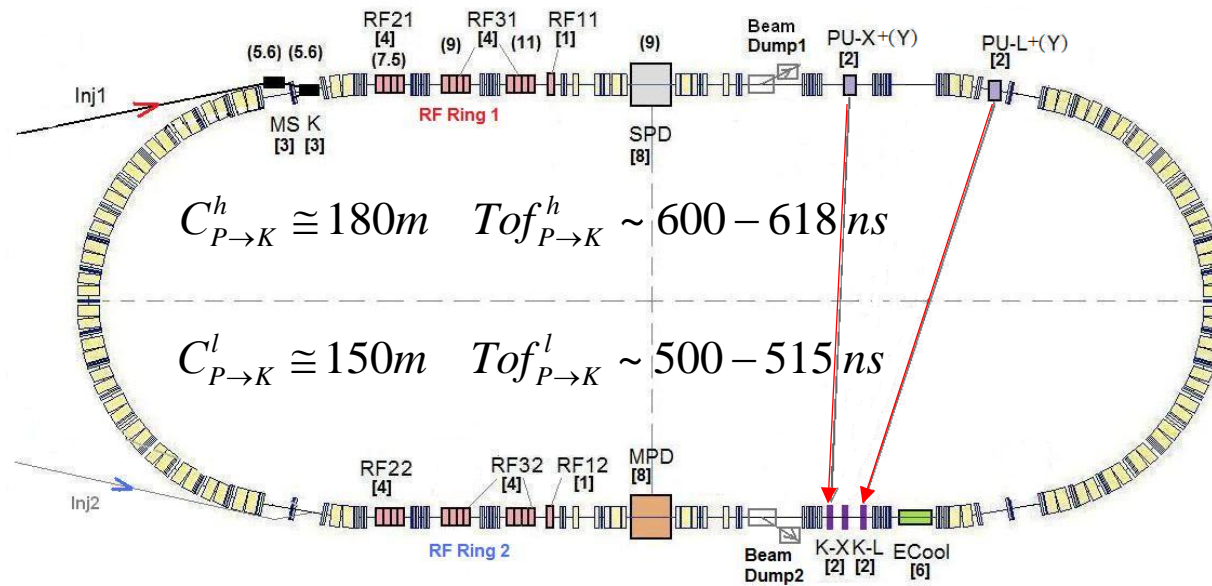 RF21 RF31 RF11
[4] [4] [1]
(5.6) (5.6) (7.5) (9) (11) (9)
Beam
Dump1
PU-X+(Y)
[2]
PU-L+(Y)
[2]
Inj1
RF Ring 1
MS K
[3] [3]
SPD
[8]
C^h_{P→K} ≅ 180m Tof^h_{P→K} ~ 600 − 618 ns
C^l_{P→K} ≅ 150m Tof^l_{P→K} ~ 500 − 515 ns
RF22 RF32 RF12 MPD
[4] [4] [1] [8]
Inj2
RF Ring 2
Beam
Dump2
K-X K-L ECool
[2] [2] [6]